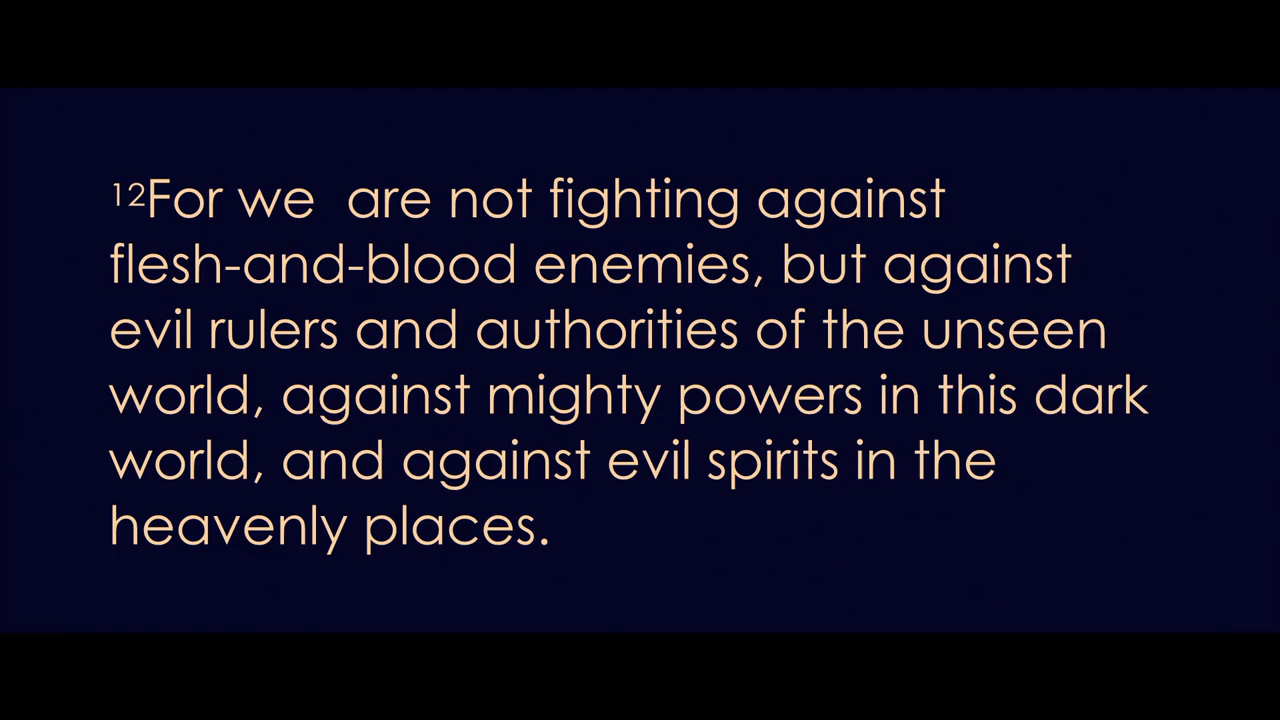 12For we  are not fighting against
flesh-and-blood enemies, but against
evil rulers and authorities of the unseen
world, against mighty powers in this dark
world, and against evil spirits in the
heavenly places.